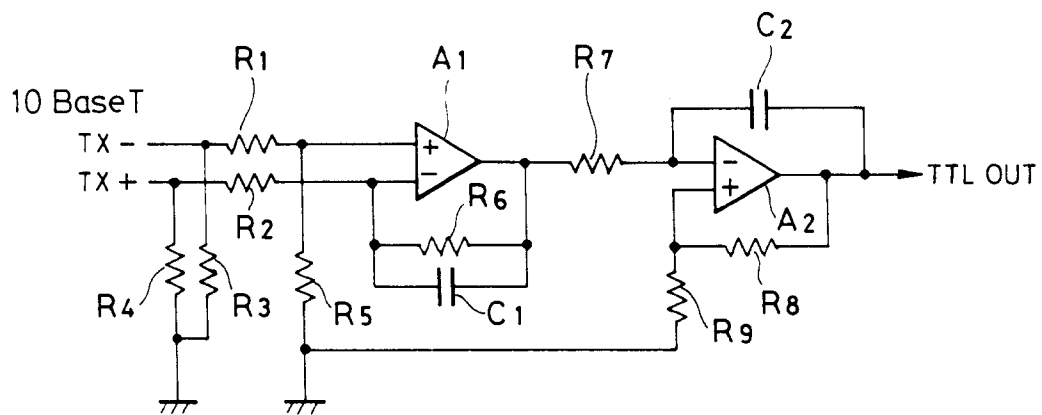 C2
R1
A1
R7
10 BaseT
TX -
+
-
TX +
-
+
TTL OUT
R2
R6
A2
R4
R3
R5
C1
R8
R9